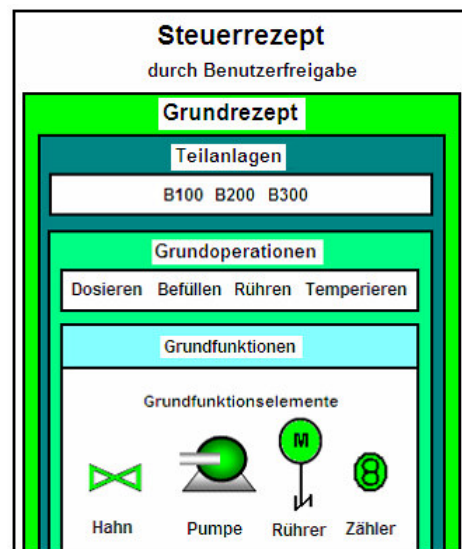 Steuerrezept
durch Benutzerfreigabe
Grundrezept
Teilanlagen
B100 B200 B300
Grundoperationen
Dosieren Befüllen Rühren Temperieren
Grundfunktionen
Grundfunktionselemente
M
8
Hahn Pumpe Rührer Zähler